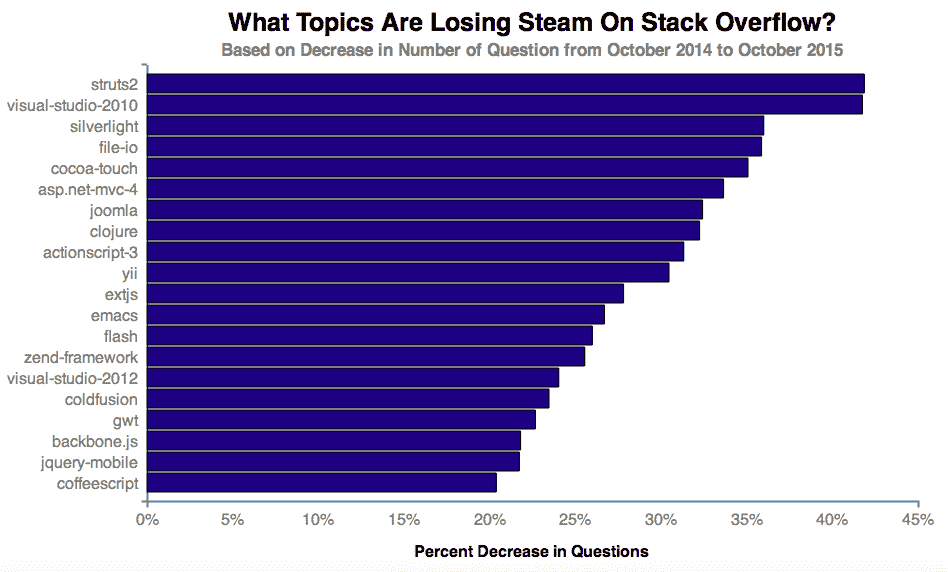 What Topics Are Losing Steam On Stack Overflow?
Based on Decrease in Number of Question from October 2014 to October 2015
struts2
visual-studio-2010
silverlight
file-io
cocoa-touch
asp.net-mvc-4
joomla
clojure
actionscript-3
yii
extjs
emacs
flash
zend-framework
visual-studio-2012
coldfusion
gwt
backbone.js
jquery-mobile
coffeescript
0% 5% 10% 15% 20% 25% 30% 35% 40% 45%
Percent Decrease in Questions